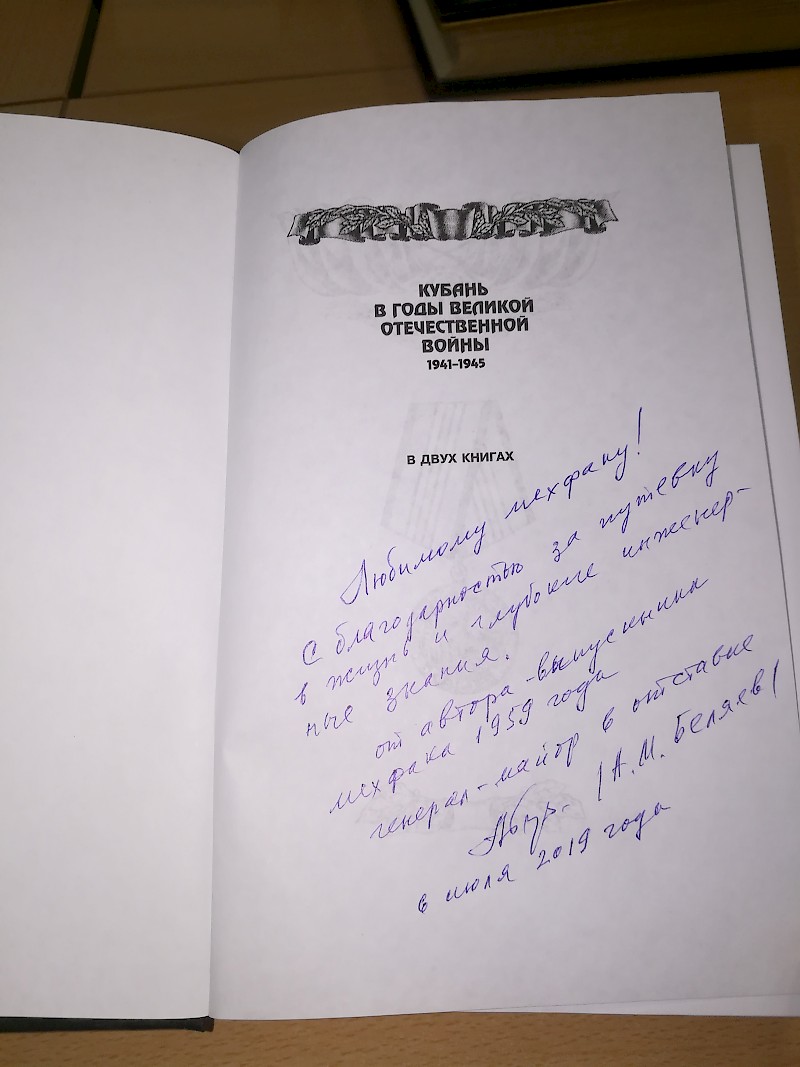 КУБАНЬ
В ГОДЫ ВЕЛИКОЙ
ОТЕЧЕСТВЕННОЙ
ВОЙНЫ
1941–1945
В ДВУХ КНИГАХ
Любимому мехфаку!
С благодарностью за путевку
в жизнь и глубокие инженер-
ные знания.
от автора-выпускника
мехфака 1959 года
генерал-майор в отставке
/А.М. Беляев/
6 июля 2019 года